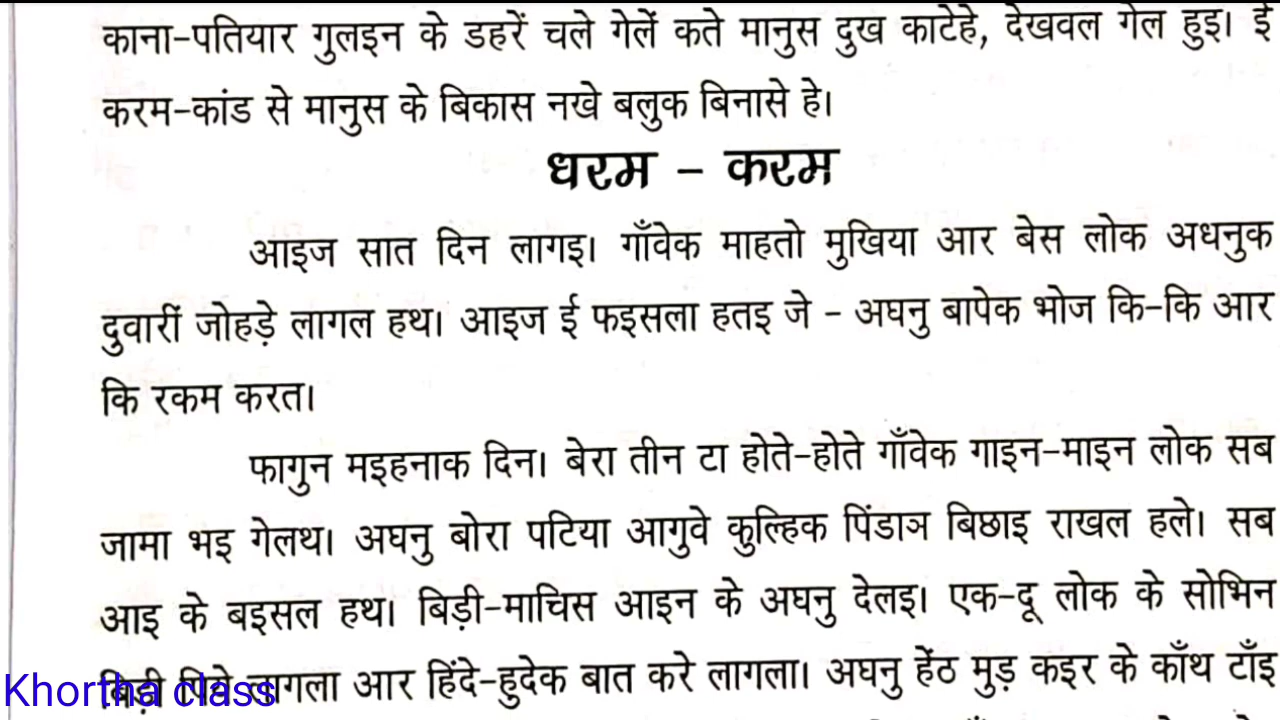 काना-पतियार गुलइन के डहरें चले गेलें कते मानुस दुख काटेहे, देखवल गेल हुइ। ई
करम-कांड से मानुस के बिकास नखे बलुक बिनासे हे।
धरम - करम
आइज सात दिन लागइ। गाँवेक माहतो मुखिया आर बेस लोक अधनुक
दुवारीं जोहड़े लागल हथ। आइज ई फइसला हतइ जे - अघनु बापेक भोज कि-कि आर
कि रकम करत।
फागुन मइहनाक दिन। बेरा तीन टा होते-होते गाँवेक गाइन-माइन लोक सब
जामा भइ गेलथ। अघनु बोरा पटिया आगुवे कुल्हिक पिंडाञ बिछाइ राखल हले। सब
आइ के बइसल हथ। बिड़ी-माचिस आइन के अघनु देलइ। एक-दू लोक के सोभिन
बिड़ी पिवे लागला आर हिंदे-हुदेक बात करे लागला। अघनु हेंठ मुड़ कइर के काँथ टाँइ
Khortha class